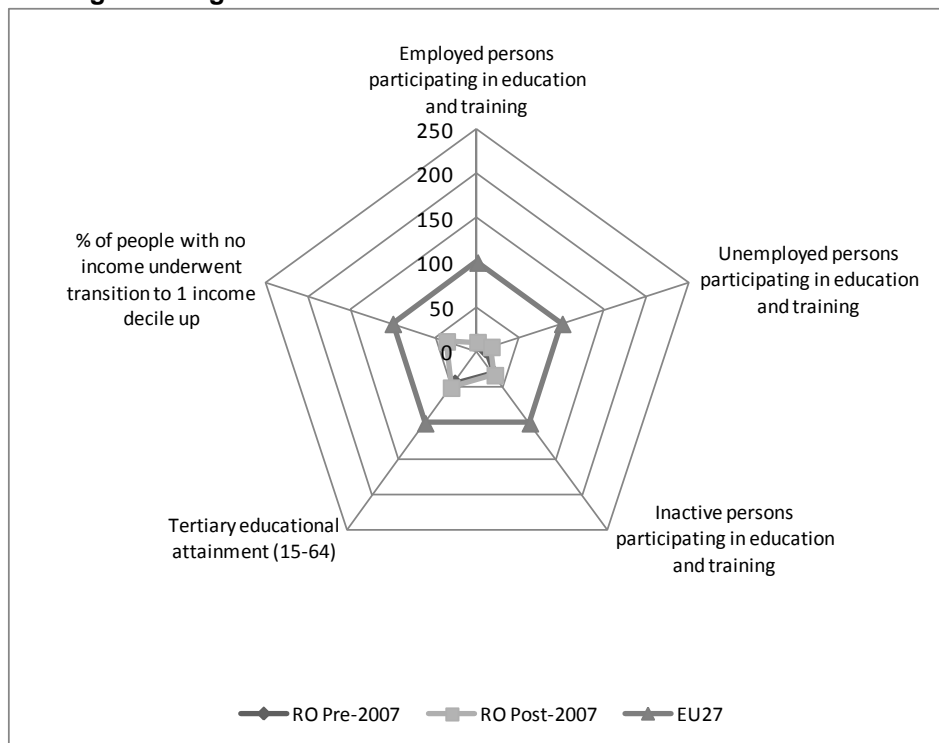 Employed persons
participating in education
and training
250
200
150
100
50
0
% of people with no
income underwent
transition to 1 income
decile up
Unemployed persons
participating in education
and training
Tertiary educational
attainment (15-64)
Inactive persons
participating in education
and training
RO Pre-2007 RO Post-2007 EU27